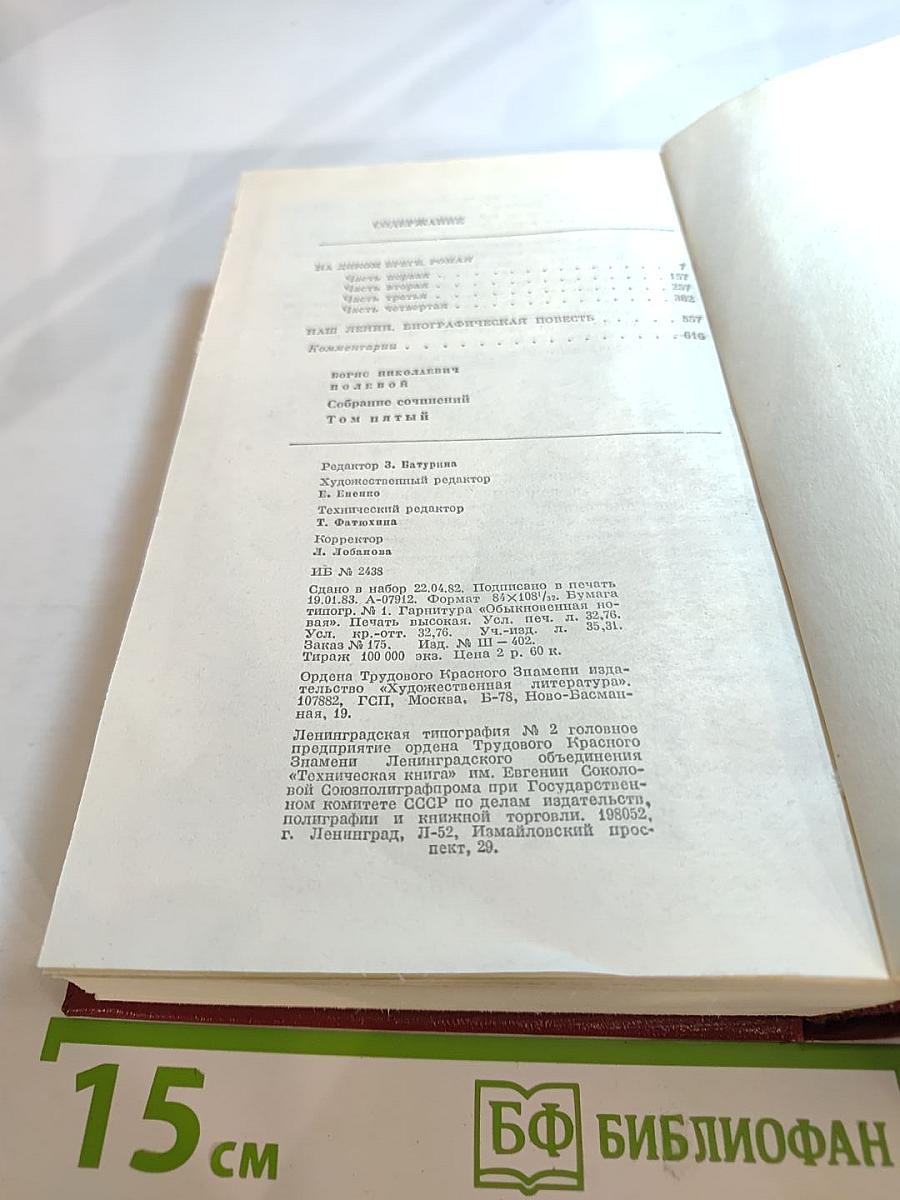 СОДЕРЖАНИЕ
НА ДИКОМ БРЕГЕ. РОМАН
Часть первая . . . . . . . . . . . . . . 7
Часть вторая . . . . . . . . . . . . . . 157
Часть третья . . . . . . . . . . . . . . 257
Часть четвертая . . . . . . . . . . . . . . 382
НАШ ЛЕНИН. БИОГРАФИЧЕСКАЯ ПОВЕСТЬ . . . . . 557
Комментарии . . . . . . . . . . . . . . 616
БОРИС НИКОЛАЕВИЧ
ПОЛЕВОЙ
Собрание сочинений
Том пятый
Редактор З. Батурина
Художественный редактор
Е. Ененко
Технический редактор
Т. Фатюхина
Корректор
Л. Лобанова
ИБ № 2438
Сдано в набор 22.04.82. Подписано в печать
19.01.83. А-07912. Формат 84×108¹/₃₂. Бумага
типогр. № 1. Гарнитура «Обыкновенная но-
вая». Печать высокая. Усл. печ. л. 32,76.
Усл. кр.-отт. 32,76. Уч.-изд. л. 35,31.
Заказ № 175. Изд. № III — 402.
Тираж 100 000 экз. Цена 2 р. 60 к.
Ордена Трудового Красного Знамени изда-
тельство «Художественная литература».
107882, ГСП, Москва, Б-78, Ново-Басман-
ная, 19.
Ленинградская типография № 2 головное
предприятие ордена Трудового Красного
Знамени Ленинградского объединения
«Техническая книга» им. Евгении Соколо-
вой Союзполиграфпрома при Государствен-
ном комитете СССР по делам издательств,
полиграфии и книжной торговли. 198052,
г. Ленинград, Л-52, Измайловский прос-
пект, 29.
15 см
БФ БИБЛИОФАН